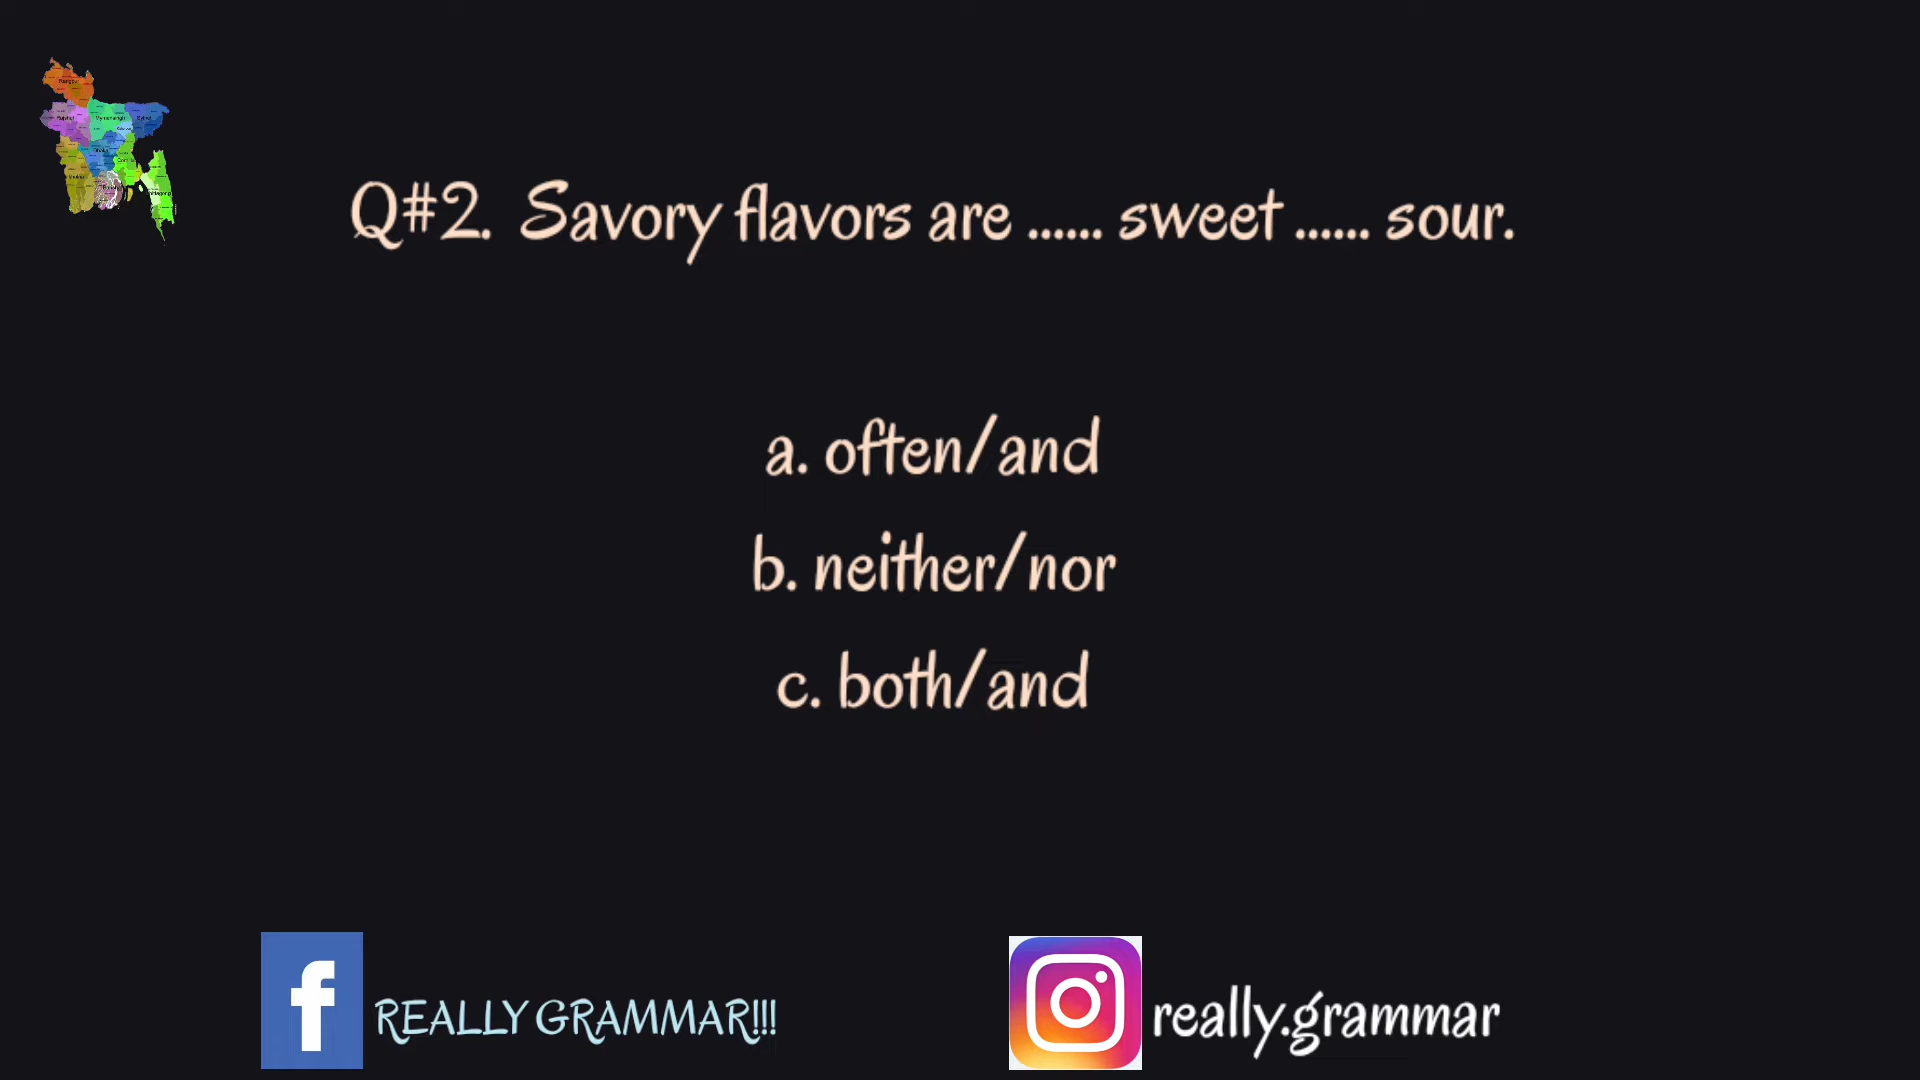 Q#2. Savory flavors are ...... sweet ...... sour.
a. often/and
b. neither/nor
c. both/and
REALLY GRAMMAR!!!
really.grammar